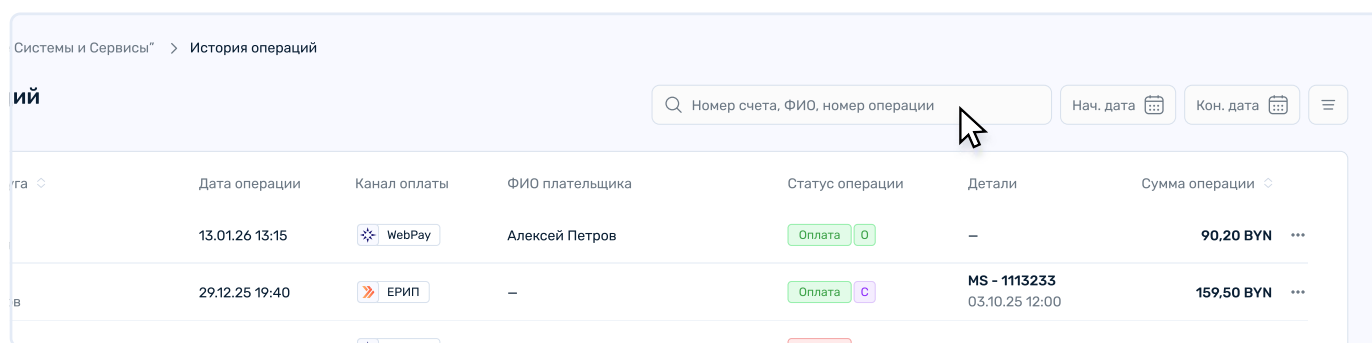 Системы и Сервисы” История операций
Номер счета, ФИО, номер операции Нач. дата Кон. дата
Дата операции Канал оплаты ФИО плательщика Статус операции Детали Сумма операции
13.01.26 13:15 WebPay Алексей Петров Оплата О – 90,20 BYN •••
29.12.25 19:40 ЕРИП – Оплата С MS - 1113233 159,50 BYN •••
03.10.25 12:00